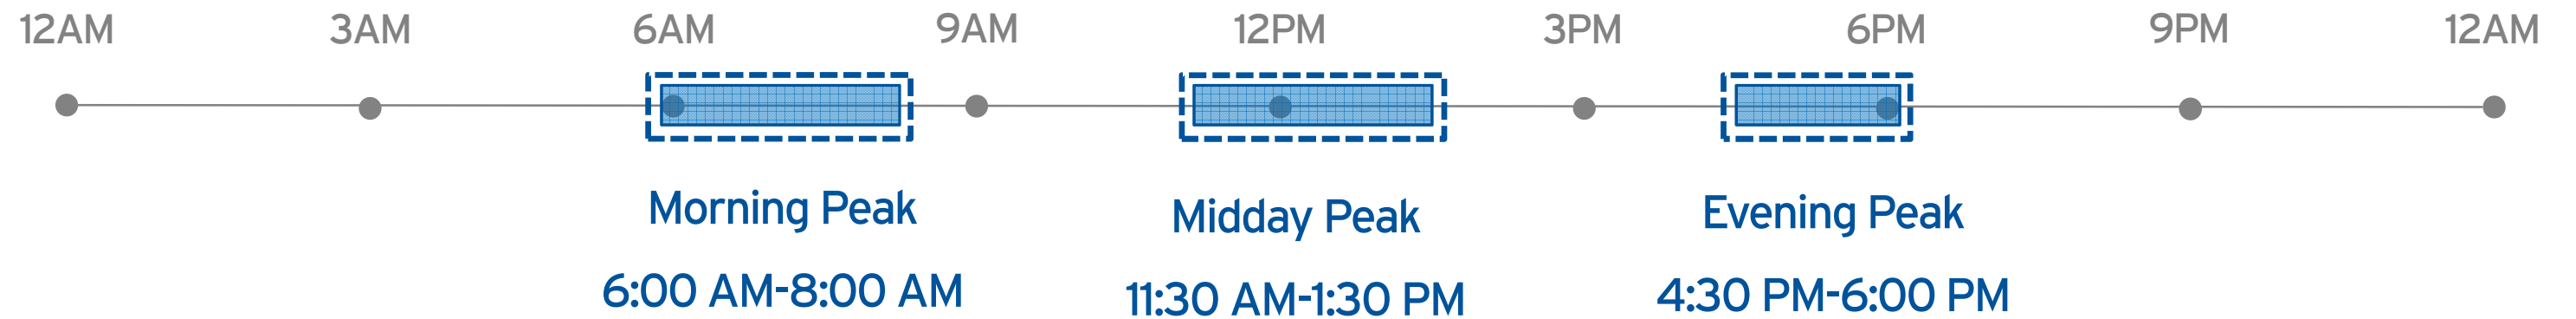 12AM 3AM 6AM 9AM 12PM 3PM 6PM 9PM 12AM
Morning Peak
6:00 AM-8:00 AM
Midday Peak
11:30 AM-1:30 PM
Evening Peak
4:30 PM-6:00 PM